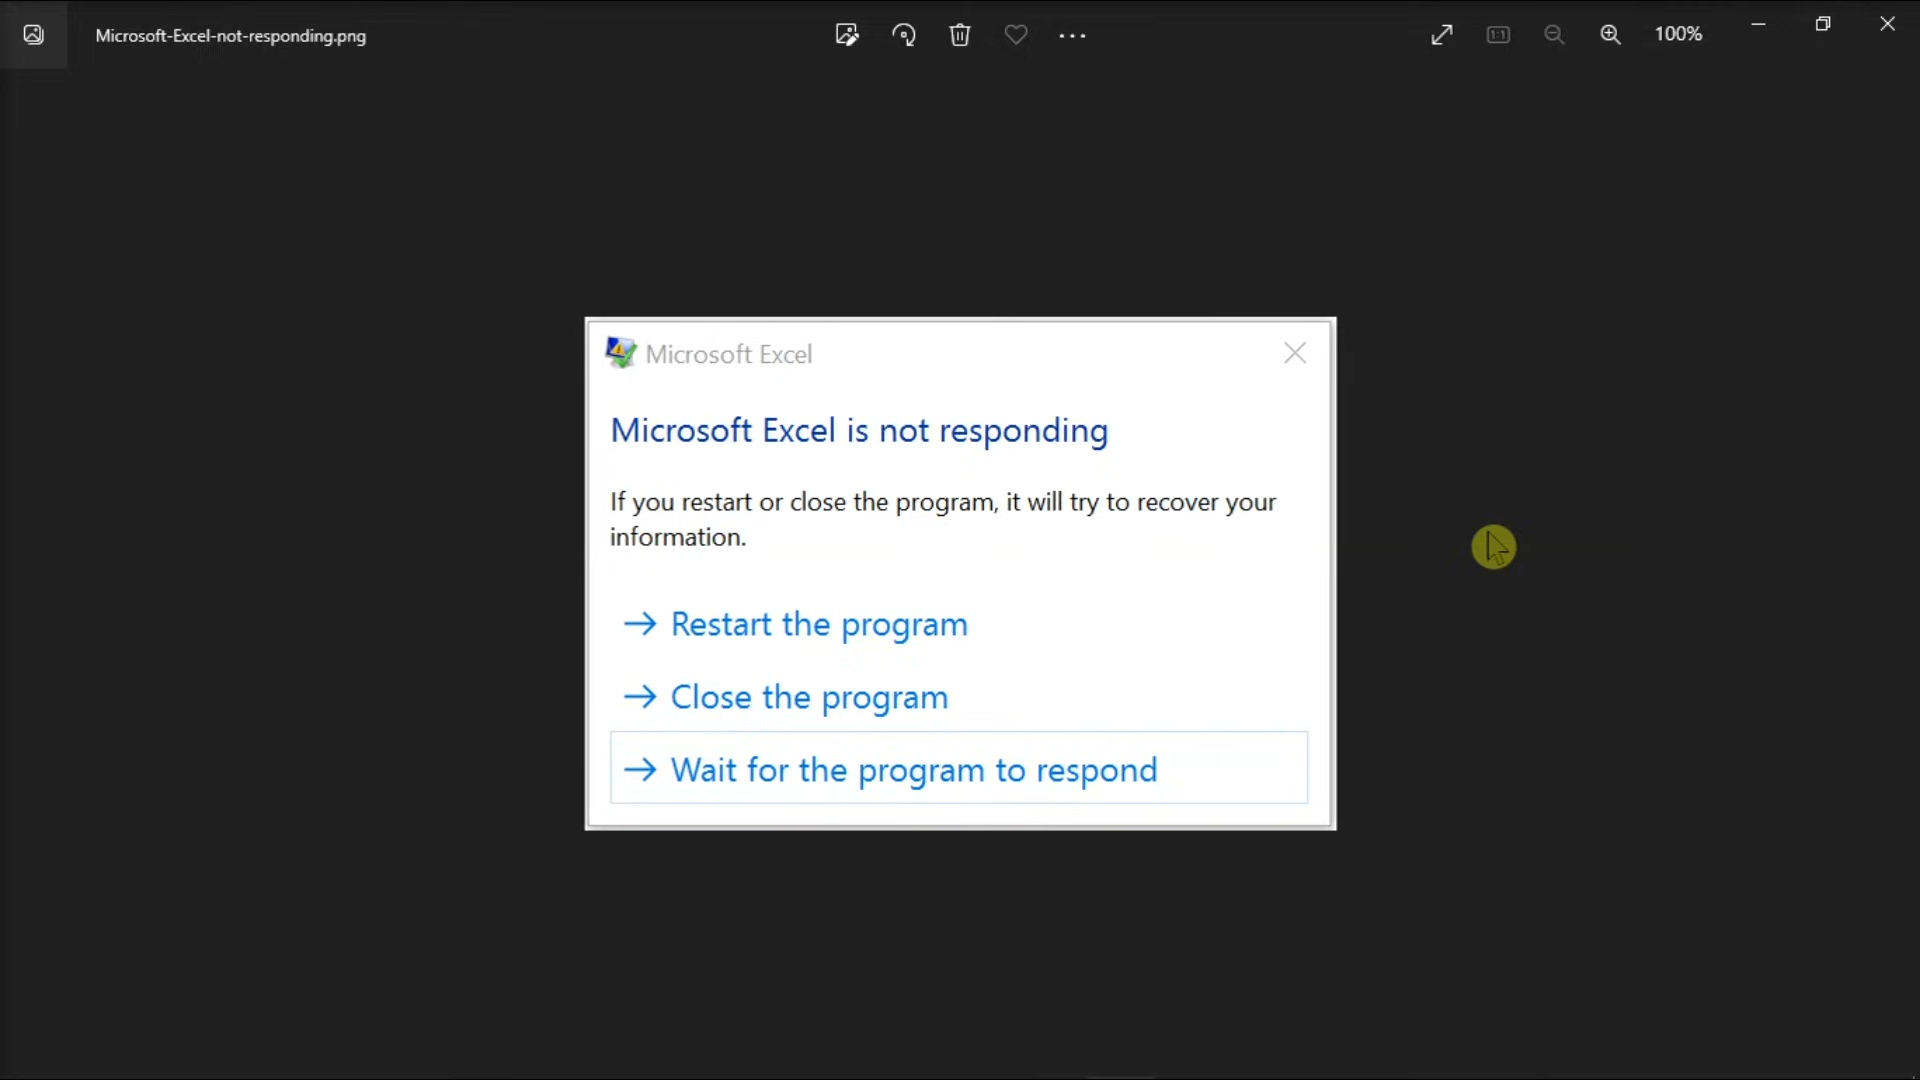 Microsoft-Excel-not-responding.png
1:1
100%
Microsoft Excel
Microsoft Excel is not responding
If you restart or close the program, it will try to recover your
information.
→ Restart the program
→ Close the program
→ Wait for the program to respond